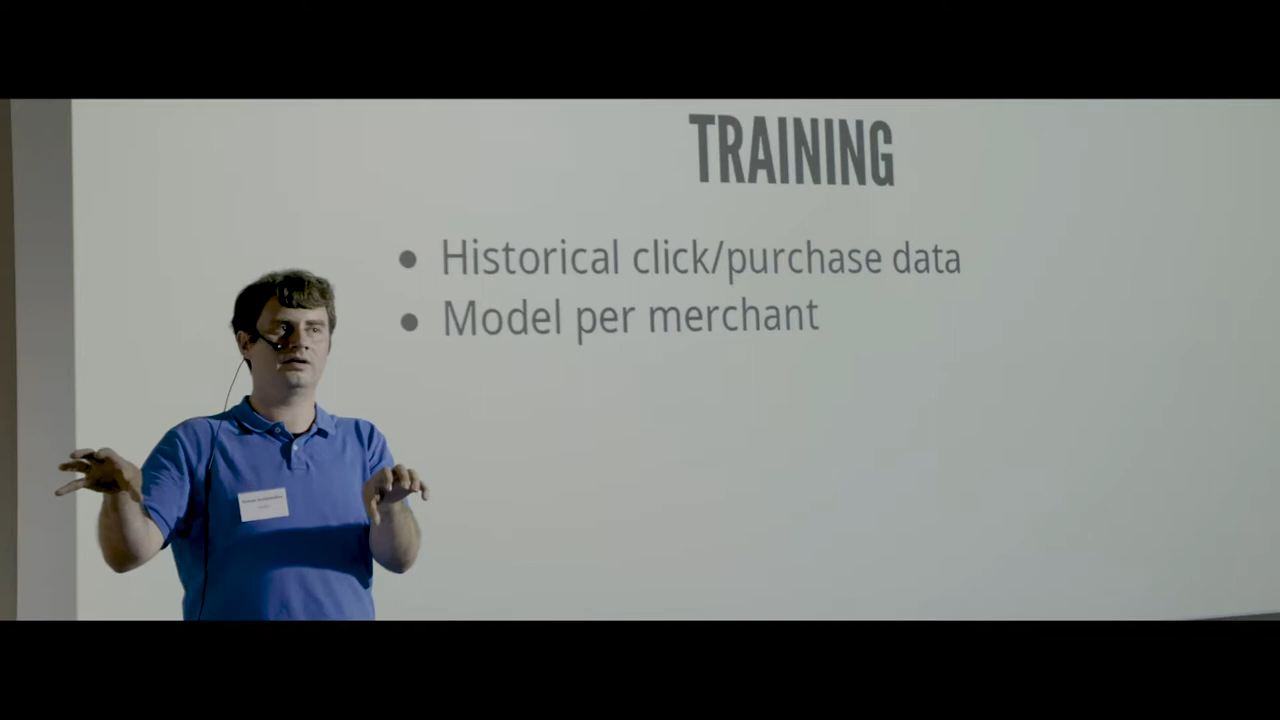 TRAINING
● Historical click/purchase data
● Model per merchant